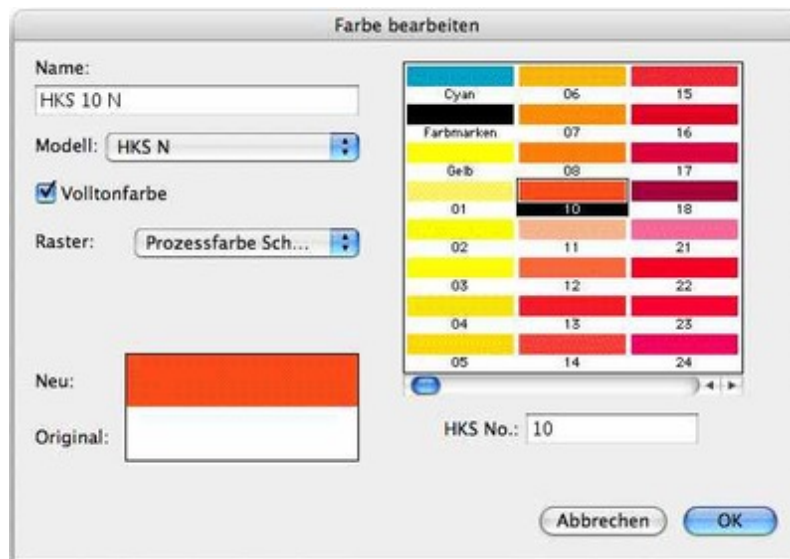 Farbe bearbeiten
Name:
HKS 10 N
Modell: HKS N
Volltonfarbe
Raster: Prozessfarbe Sch...
Neu:
Original:
Cyan 06 15
Farbmarken 07 16
Gelb 08 17
01 10 18
02 11 21
03 12 22
04 13 23
05 14 24
HKS No.: 10
Abbrechen OK